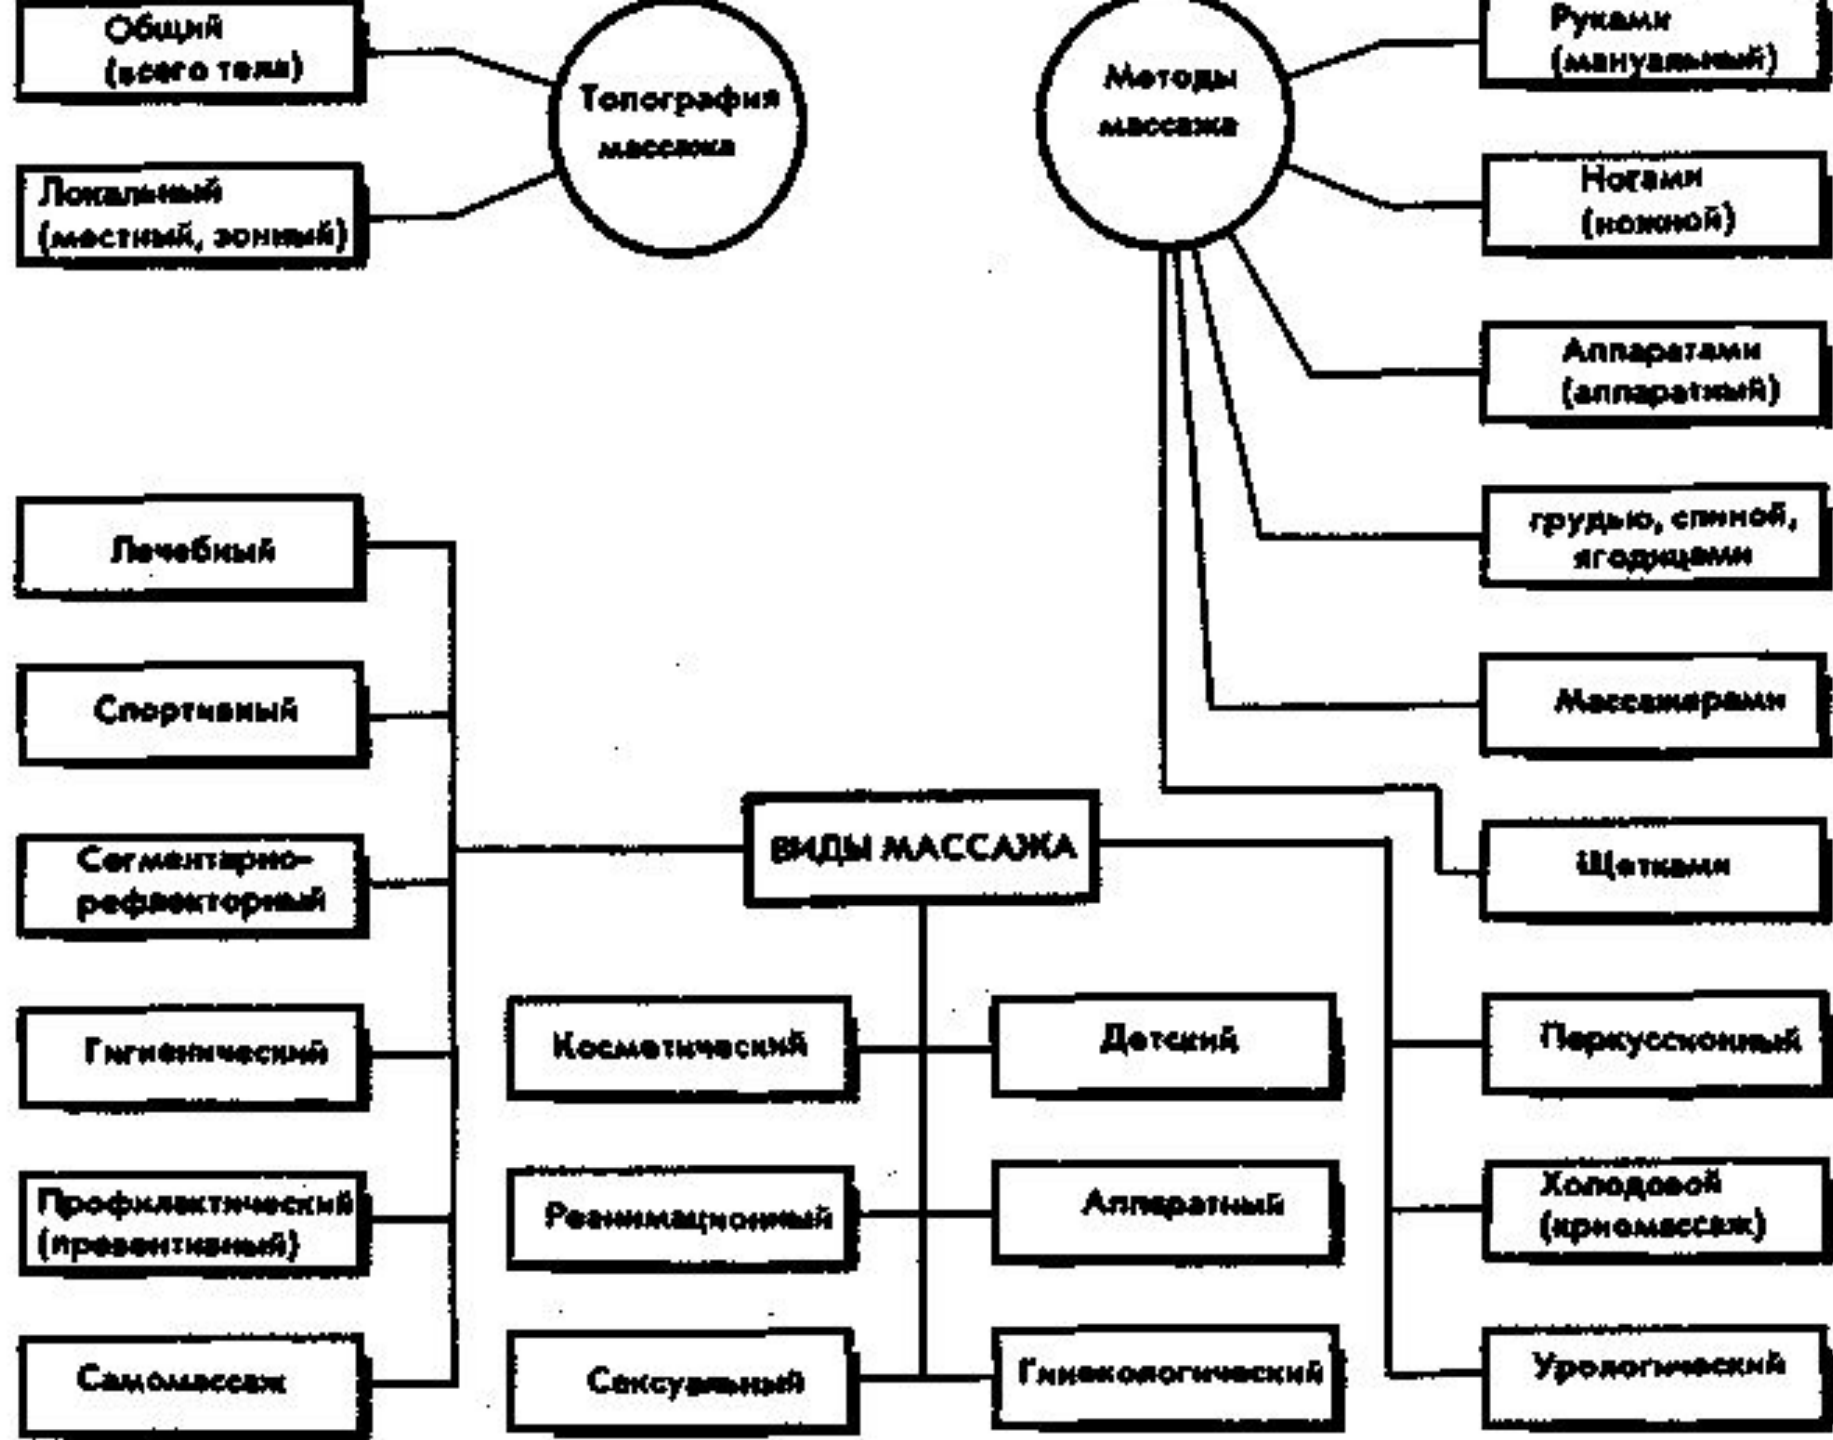 Общий
(всего тела)
Топография
массажа
Локальный
(местный, зонный)
Методы
массажа
Руками
(мануальный)
Ногами
(ножной)
Аппаратами
(аппаратный)
грудью, спиной,
ягодицами
Массажерами
Щетками
ВИДЫ МАССАЖА
Лечебный
Спортивный
Сегментарно-
рефлекторный
Гигиенический
Профилактический
(превентивный)
Самомассаж
Косметический
Реанимационный
Сексуальный
Детский
Аппаратный
Гинекологический
Перкуссионный
Холодовой
(криомассаж)
Урологический